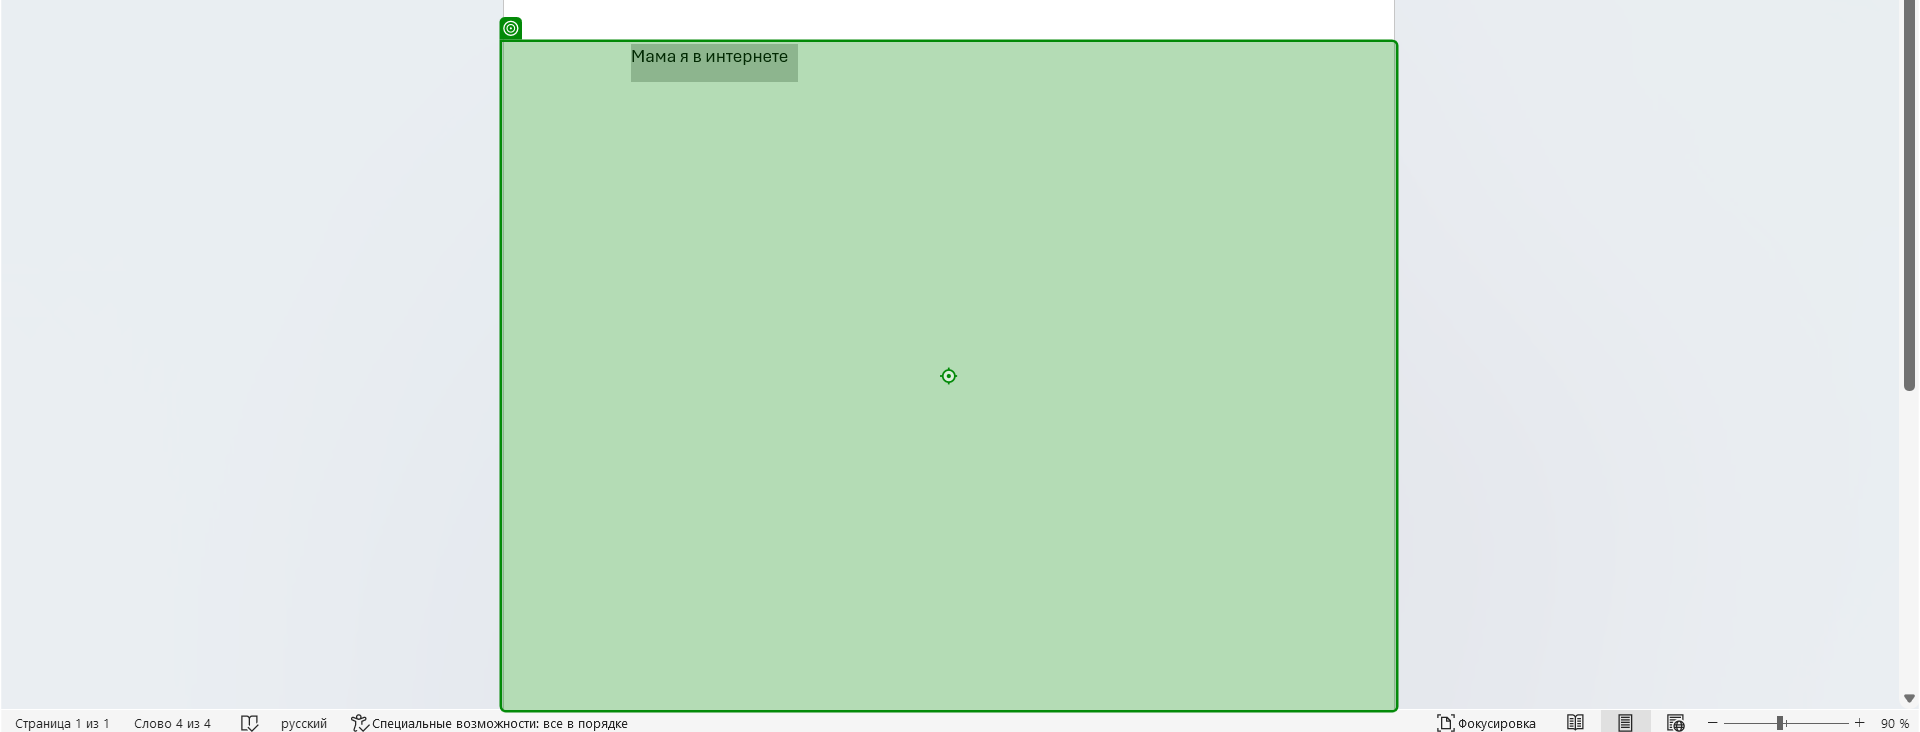 Мама я в интернете
Страница 1 из 1 Слово 4 из 4 русский Специальные возможности: все в порядке Фокусировка 90 %